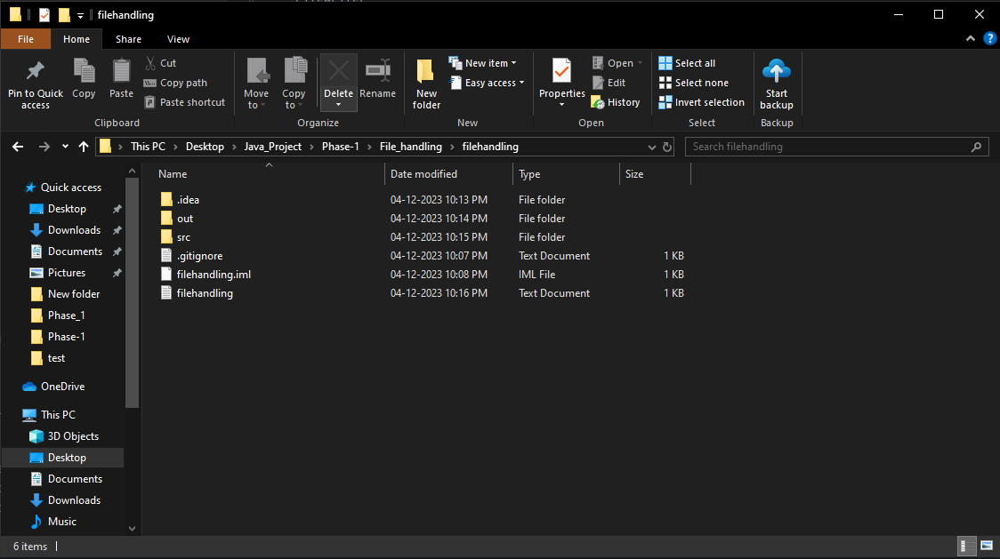 filehandling
File Home Share View
Pin to Quick access
Copy
Paste
Cut
Copy path
Paste shortcut
Clipboard
Move to
Copy to
Delete
Rename
Organize
New folder
New item
Easy access
New
Properties
Open
Edit
History
Open
Select all
Select none
Invert selection
Select
Start backup
Backup
This PC > Desktop > Java_Project > Phase-1 > File_handling > filehandling
Search filehandling
Name Date modified Type Size
.idea 04-12-2023 10:13 PM File folder
out 04-12-2023 10:14 PM File folder
src 04-12-2023 10:15 PM File folder
.gitignore 04-12-2023 10:07 PM Text Document 1 KB
filehandling.iml 04-12-2023 10:08 PM IML File 1 KB
filehandling 04-12-2023 10:16 PM Text Document 1 KB
Quick access
Desktop
Downloads
Documents
Pictures
New folder
Phase_1
Phase-1
test
OneDrive
This PC
3D Objects
Desktop
Documents
Downloads
Music
6 items